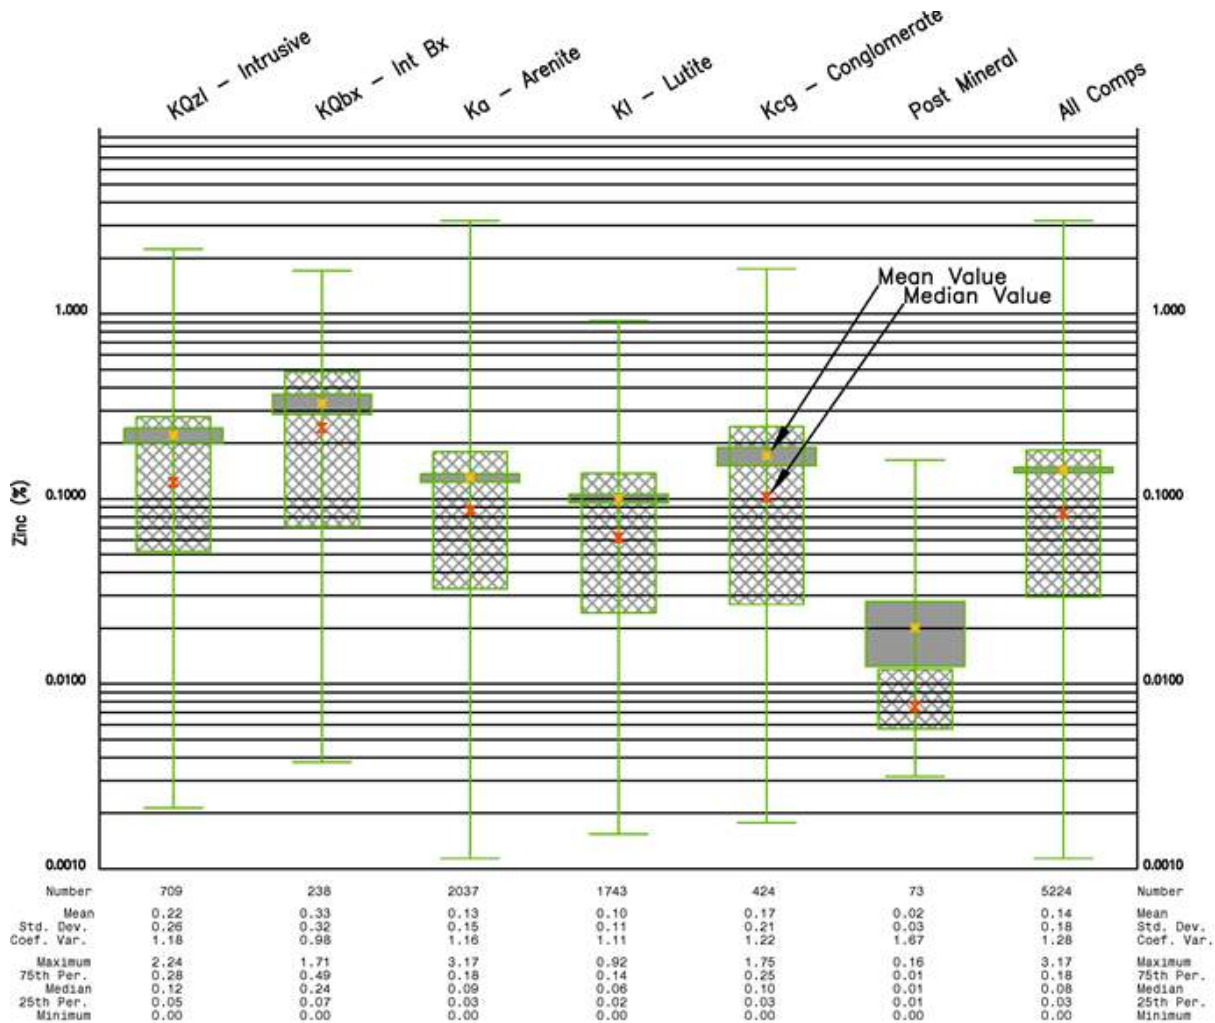 KQzl – Intrusive
KQbx – Int Bx
Ka – Arenite
Kl – Lutite
Kcg – Conglomerate
Post Mineral
All Comps
Mean Value
Median Value
1.000 1.000
0.1000 0.1000
Zinc (%)
0.0100 0.0100
0.0010 0.0010
Number 709 238 2037 1743 424 73 5224 Number
Mean 0.22 0.33 0.13 0.10 0.17 0.02 0.14 Mean
Std. Dev. 0.26 0.32 0.15 0.11 0.21 0.03 0.18 Std. Dev.
Coef. Var. 1.18 0.98 1.16 1.11 1.22 1.67 1.28 Coef. Var.
Maximum 2.24 1.71 3.17 0.92 1.75 0.16 3.17 Maximum
75th Per. 0.28 0.49 0.18 0.14 0.25 0.01 0.18 75th Per.
Median 0.12 0.24 0.09 0.06 0.10 0.01 0.08 Median
25th Per. 0.05 0.07 0.03 0.02 0.03 0.01 0.03 25th Per.
Minimum 0.00 0.00 0.00 0.00 0.00 0.00 0.00 Minimum